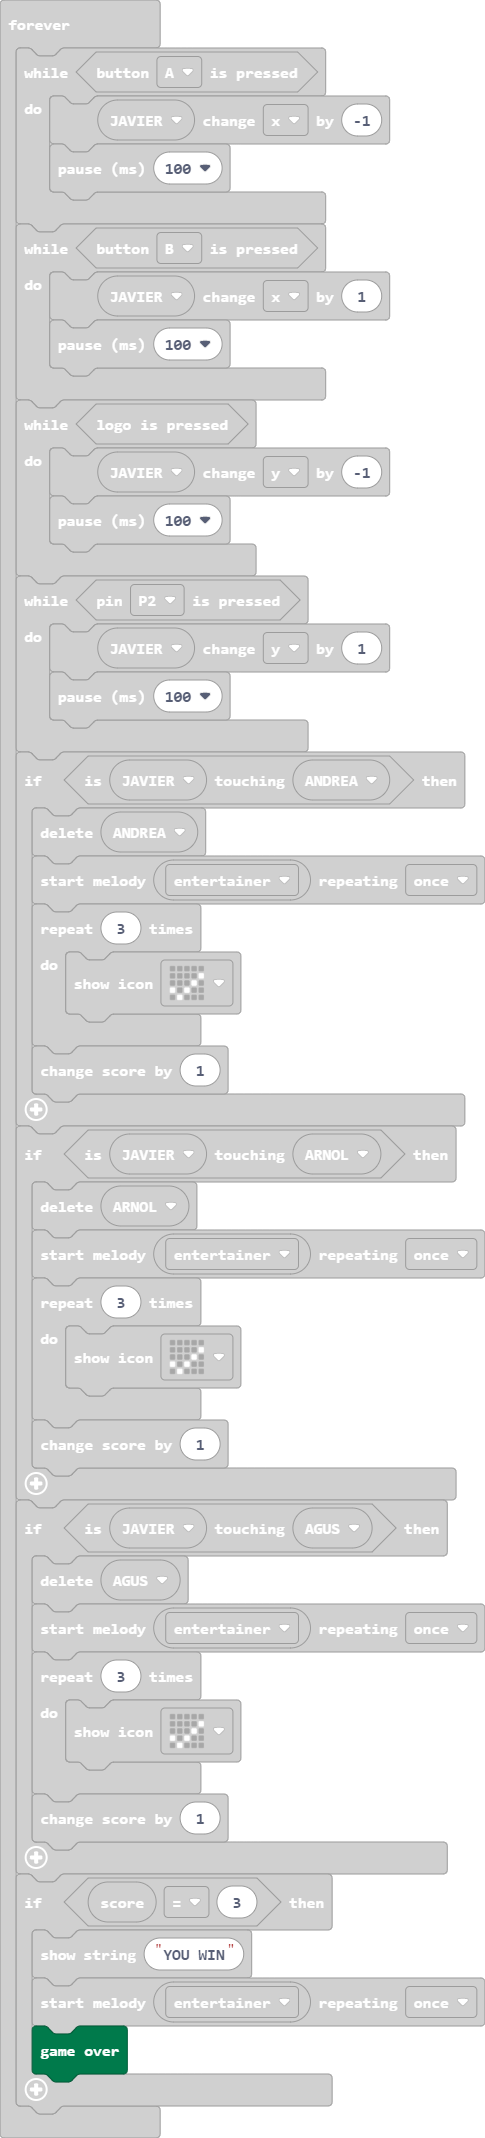 forever
while button A is pressed
do JAVIER change x by -1
pause (ms) 100
while button B is pressed
do JAVIER change x by 1
pause (ms) 100
while logo is pressed
do JAVIER change y by -1
pause (ms) 100
while pin P2 is pressed
do JAVIER change y by 1
pause (ms) 100
if is JAVIER touching ANDREA then
delete ANDREA
start melody entertainer repeating once
repeat 3 times
do show icon
change score by 1
if is JAVIER touching ARNOL then
delete ARNOL
start melody entertainer repeating once
repeat 3 times
do show icon
change score by 1
if is JAVIER touching AGUS then
delete AGUS
start melody entertainer repeating once
repeat 3 times
do show icon
change score by 1
if score = 3 then
show string "YOU WIN"
start melody entertainer repeating once
game over